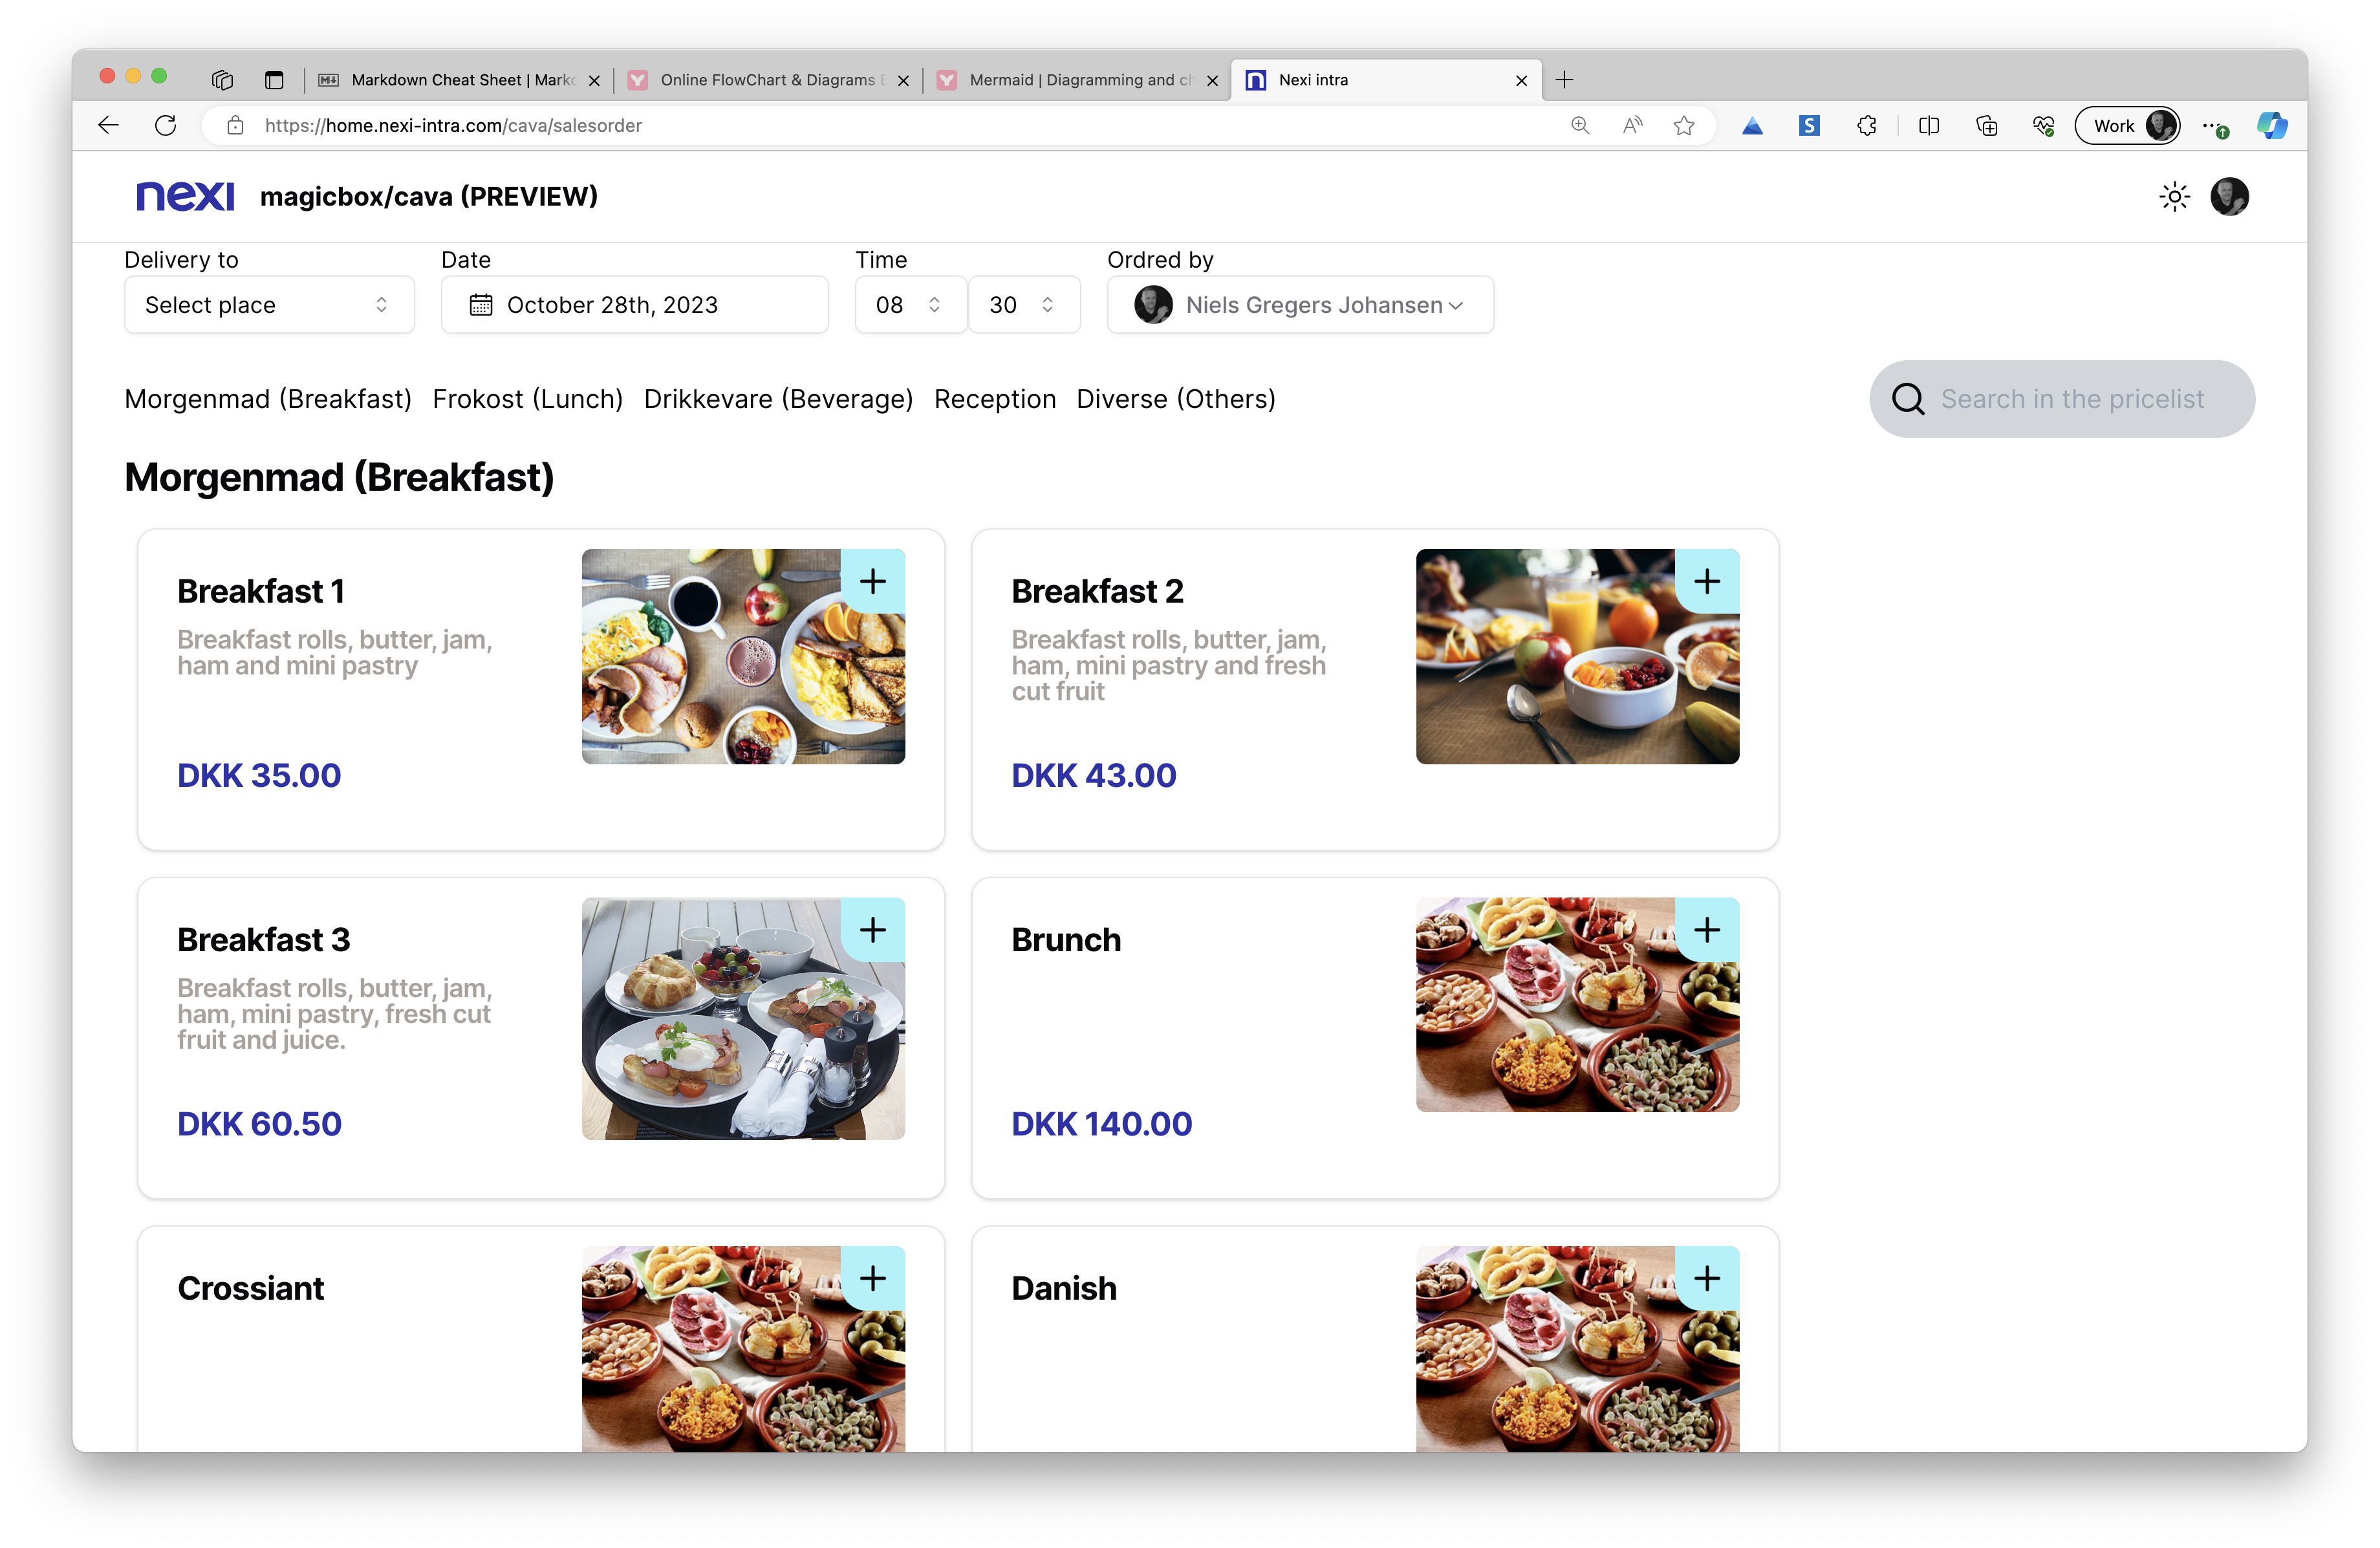 Markdown Cheat Sheet | Markd
Online FlowChart & Diagrams E
Mermaid | Diagramming and ch
Nexi intra
https://home.nexi-intra.com/cava/salesorder
Work
nexi
magicbox/cava (PREVIEW)
Delivery to
Date
Time
Ordred by
Select place
October 28th, 2023
08
30
Niels Gregers Johansen
Morgenmad (Breakfast)
Frokost (Lunch)
Drikkevare (Beverage)
Reception
Diverse (Others)
Search in the pricelist
Morgenmad (Breakfast)
Breakfast 1
Breakfast rolls, butter, jam,
ham and mini pastry
DKK 35.00
Breakfast 2
Breakfast rolls, butter, jam,
ham, mini pastry and fresh
cut fruit
DKK 43.00
Breakfast 3
Breakfast rolls, butter, jam,
ham, mini pastry, fresh cut
fruit and juice.
DKK 60.50
Brunch
DKK 140.00
Crossiant
Danish